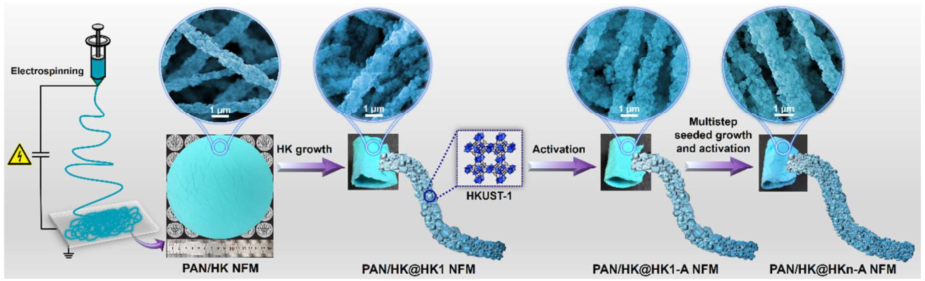 Electrospinning
1 μm
PAN/HK NFM
HK growth
1 μm
PAN/HK@HK1 NFM
HKUST-1
Activation
1 μm
PAN/HK@HK1-A NFM
Multistep
seeded growth
and activation
1 μm
PAN/HK@HKn-A NFM